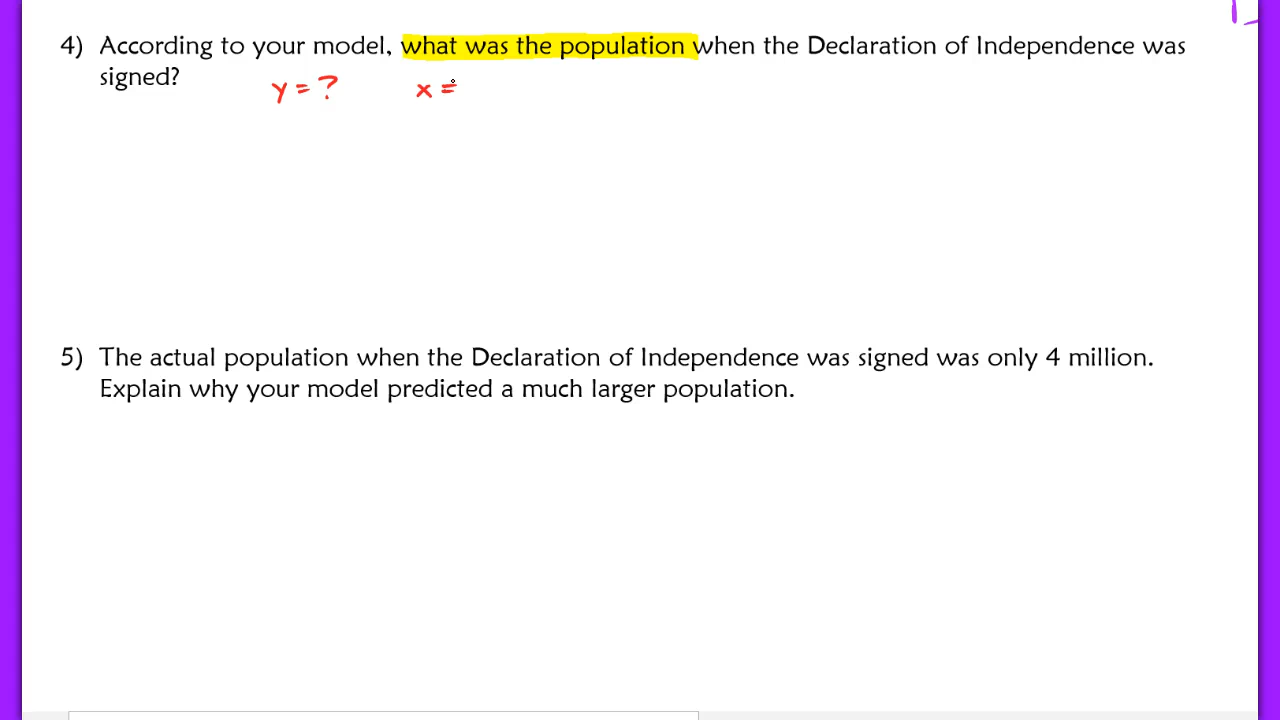 4) According to your model, what was the population when the Declaration of Independence was
signed?
y = ? x =
5) The actual population when the Declaration of Independence was signed was only 4 million.
Explain why your model predicted a much larger population.